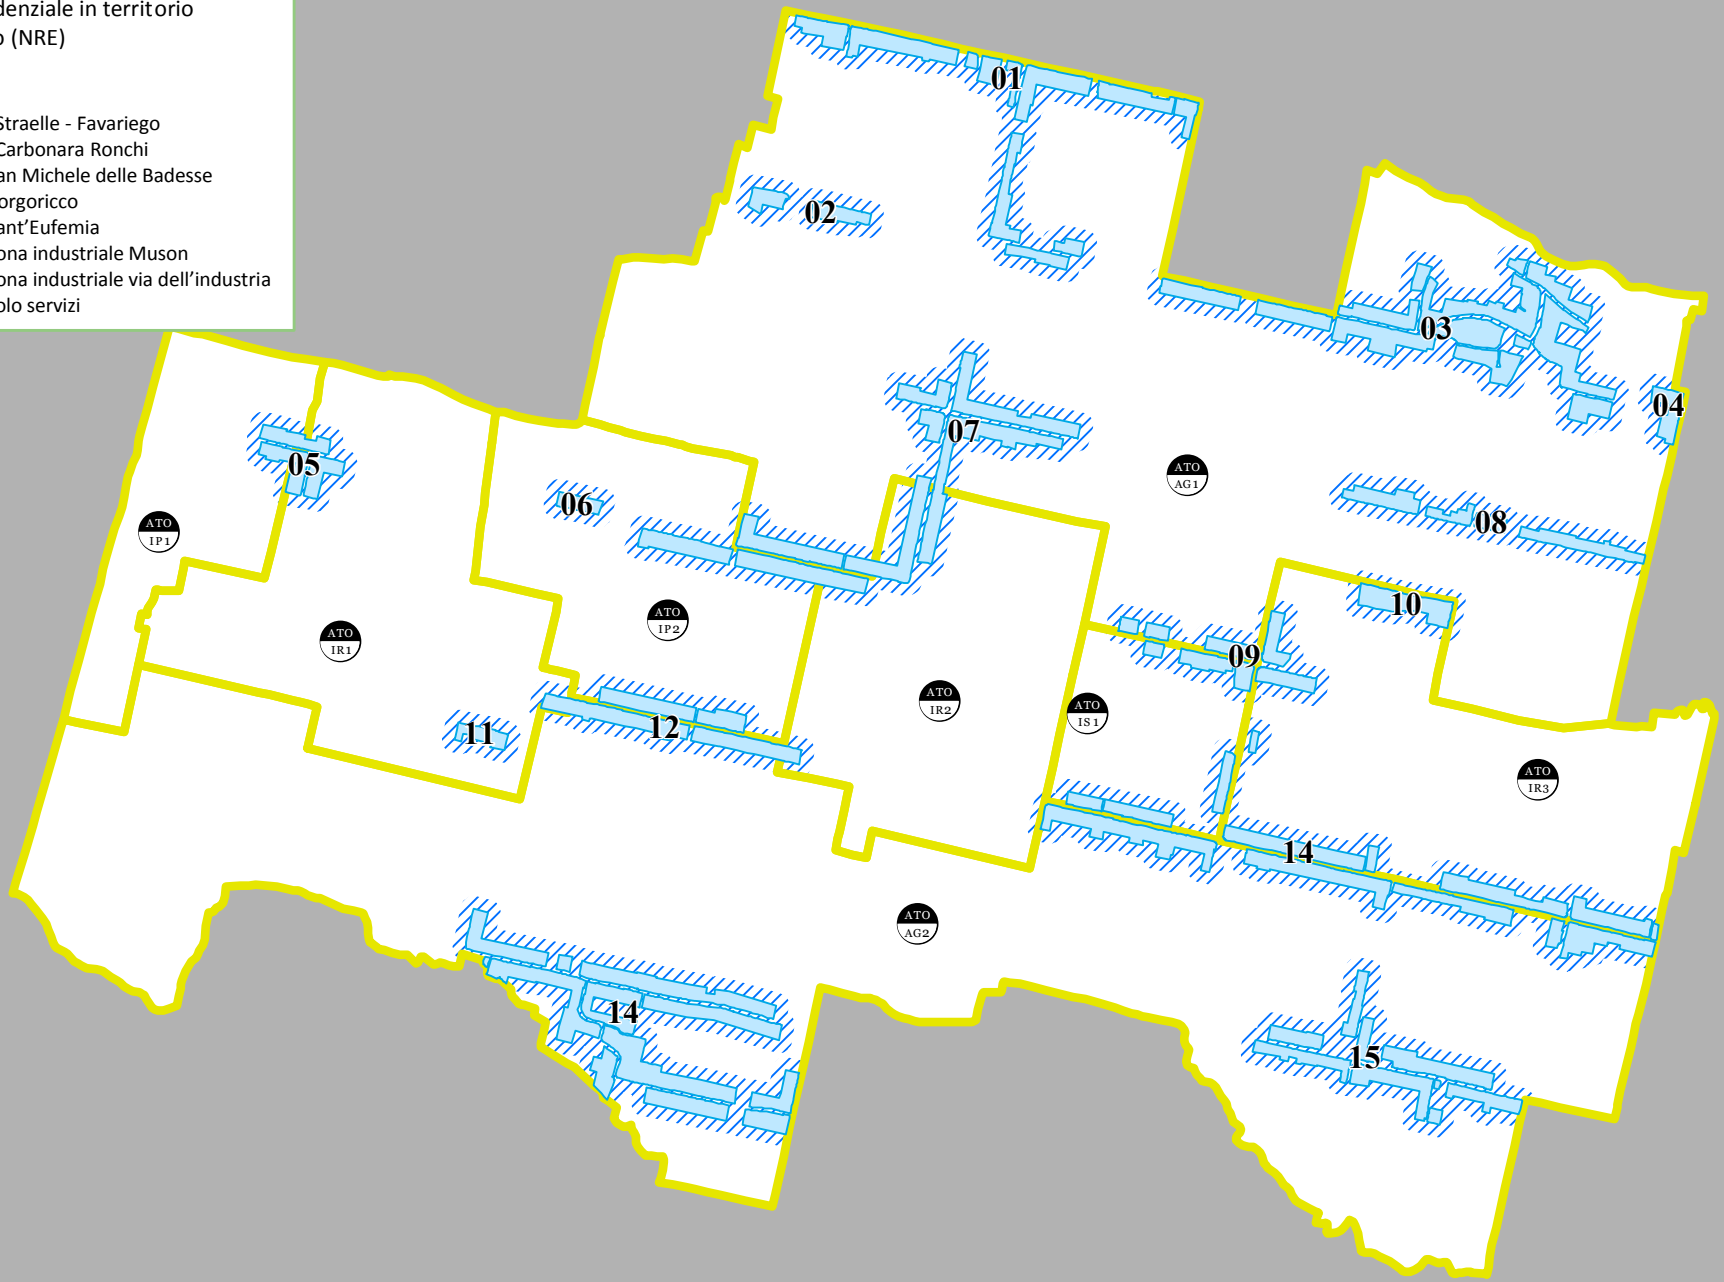 denziale in territorio
o (NRE)
Straelle - Favariego
Carbonara Ronchi
an Michele delle Badesse
orgoricco
ant’Eufemia
ona industriale Muson
ona industriale via dell’industria
olo servizi
01
02
03
04
05
06
07
08
09
10
11
12
14
14
15
ATO
AG1
ATO
IP1
ATO
IP2
ATO
IR1
ATO
IR2
ATO
IS1
ATO
IR3
ATO
AG2